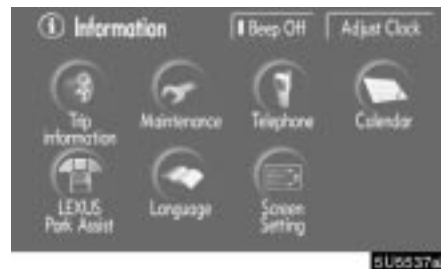 i Information
Beep Off
Adjust Clock
Trip
information
Maintenance
Telephone
Calendar
LEXUS
Park Assist
Language
Screen
Setting
5U5537a